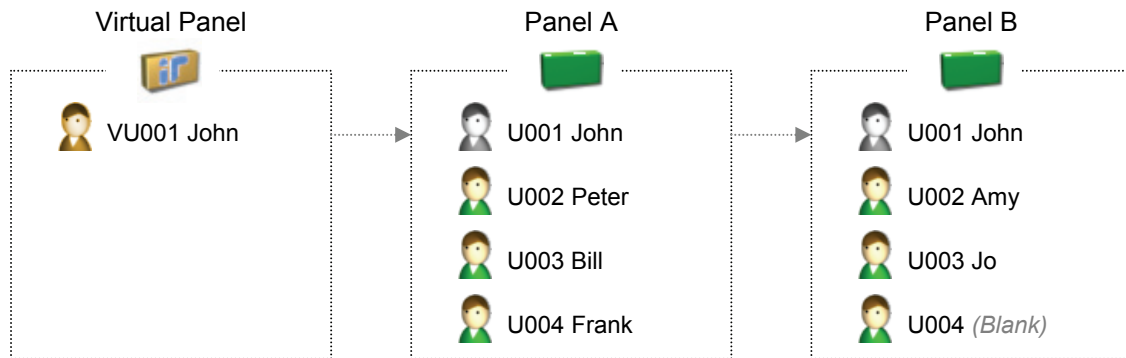 Virtual Panel
Panel A
Panel B
ir
VU001 John
U001 John
U001 John
U002 Peter
U002 Amy
U003 Bill
U003 Jo
U004 Frank
U004 (Blank)